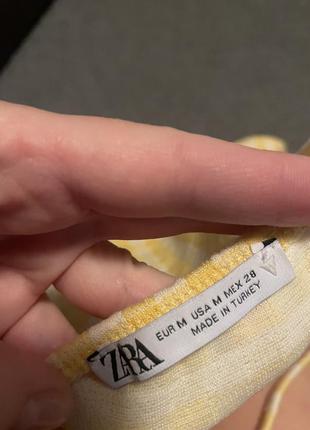 ZARA
EUR M USA M MEX 28
MADE IN TURKEY